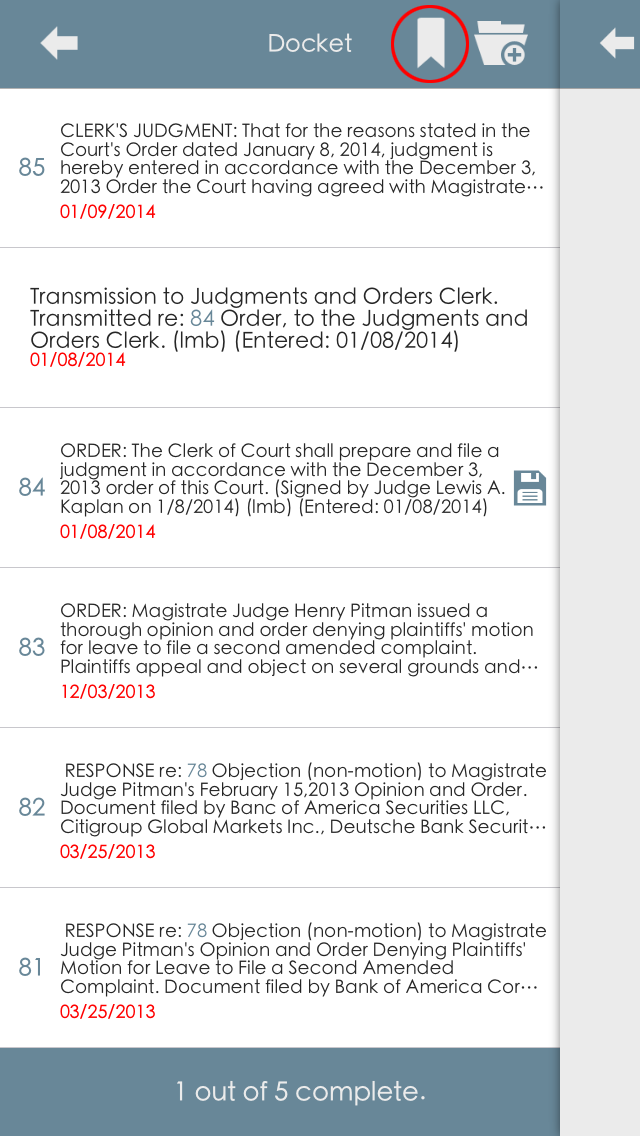 Docket
CLERK'S JUDGMENT: That for the reasons stated in the
Court's Order dated January 8, 2014, judgment is
85 hereby entered in accordance with the December 3,
2013 Order the Court having agreed with Magistrate⋯
01/09/2014
Transmission to Judgments and Orders Clerk.
Transmitted re: 84 Order, to the Judgments and
Orders Clerk. (lmb) (Entered: 01/08/2014)
01/08/2014
ORDER: The Clerk of Court shall prepare and file a
judgment in accordance with the December 3,
84 2013 order of this Court. (Signed by Judge Lewis A.
Kaplan on 1/8/2014) (lmb) (Entered: 01/08/2014)
01/08/2014
ORDER: Magistrate Judge Henry Pitman issued a
thorough opinion and order denying plaintiffs' motion
83 for leave to file a second amended complaint.
Plaintiffs appeal and object on several grounds and⋯
12/03/2013
RESPONSE re: 78 Objection (non-motion) to Magistrate
Judge Pitman's February 15,2013 Opinion and Order.
82 Document filed by Banc of America Securities LLC,
Citigroup Global Markets Inc., Deutsche Bank Securit⋯
03/25/2013
RESPONSE re: 78 Objection (non-motion) to Magistrate
Judge Pitman's Opinion and Order Denying Plaintiffs'
81 Motion for Leave to File a Second Amended
Complaint. Document filed by Bank of America Cor⋯
03/25/2013
1 out of 5 complete.